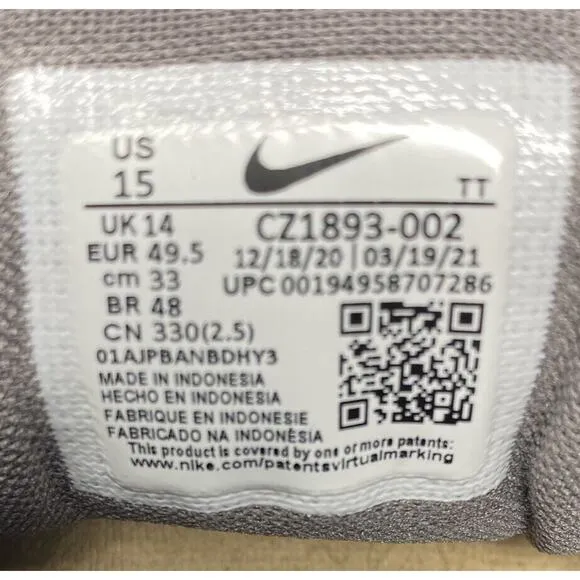 US
15
TT
UK 14
EUR 49.5
cm 33
BR 48
CN 330(2.5)
CZ1893-002
12/18/20 | 03/19/21
UPC 00194958707286
01AJPBANBDHY3
MADE IN INDONESIA
HECHO EN INDONESIA
FABRIQUE EN INDONESIE
FABRICADO NA INDONÉSIA
This product is covered by one or more patents:
www.nike.com/patentsvirtualmarking